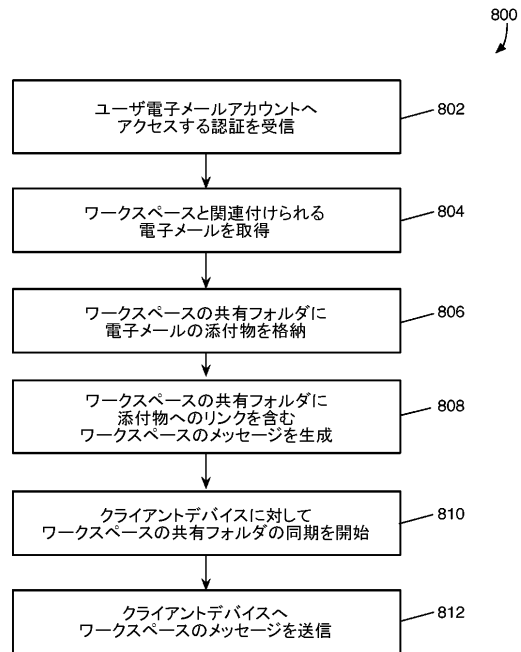 800
ユーザ電子メールアカウントへ
アクセスする認証を受信
802
ワークスペースと関連付けられる
電子メールを取得
804
ワークスペースの共有フォルダに
電子メールの添付物を格納
806
ワークスペースの共有フォルダに
添付物へのリンクを含む
ワークスペースのメッセージを生成
808
クライアントデバイスに対して
ワークスペースの共有フォルダの同期を開始
810
クライアントデバイスへ
ワークスペースのメッセージを送信
812